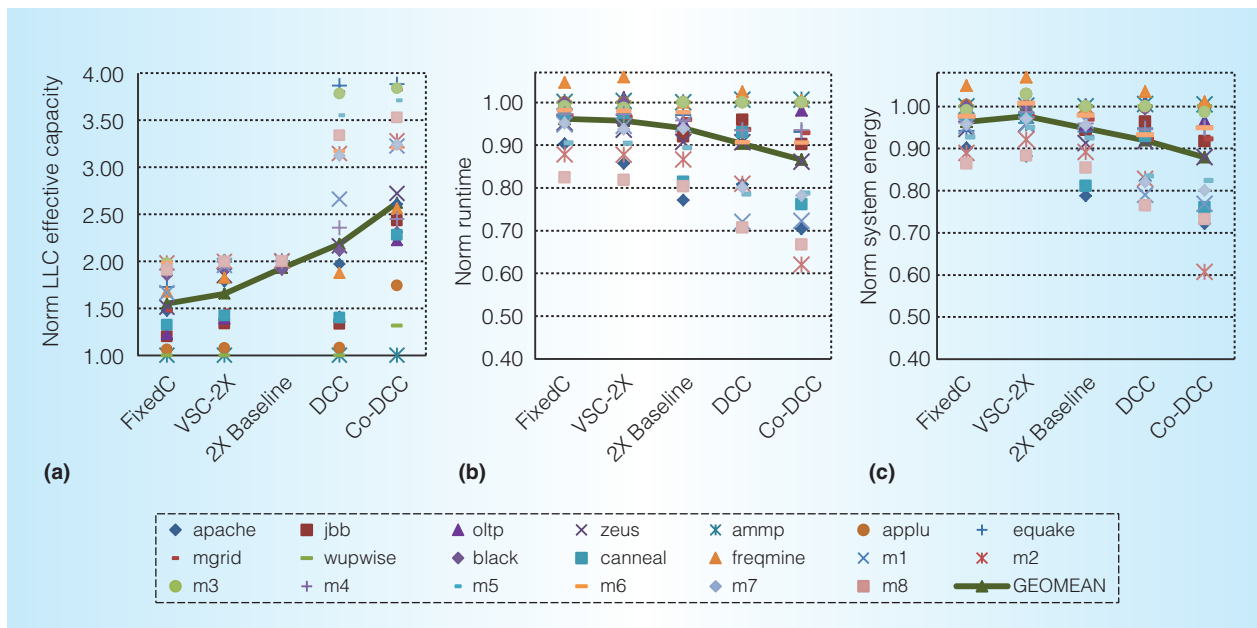 Norm LLC effective capacity
4.00
3.50
3.00
2.50
2.00
1.50
1.00
FixedC
VSC-2X
2X Baseline
DCC
Co-DCC
(a)
Norm runtime
1.00
0.90
0.80
0.70
0.60
0.50
0.40
FixedC
VSC-2X
2X Baseline
DCC
Co-DCC
(b)
Norm system energy
1.00
0.90
0.80
0.70
0.60
0.50
0.40
FixedC
VSC-2X
2X Baseline
DCC
Co-DCC
(c)
apache jbb oltp zeus ammp applu equake
mgrid wupwise black canneal freqmine m1 m2
m3 m4 m5 m6 m7 m8 GEOMEAN